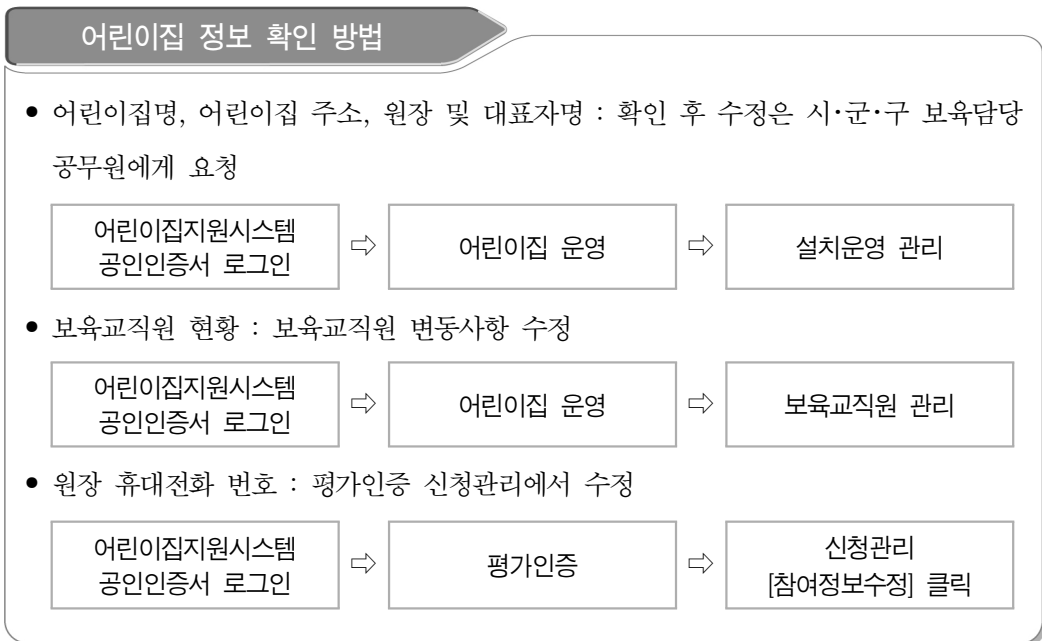 어린이집 정보 확인 방법
• 어린이집명, 어린이집 주소, 원장 및 대표자명 : 확인 후 수정은 시･군･구 보육담당
공무원에게 요청
어린이집지원시스템
공인인증서 로그인
⇨
어린이집 운영
⇨
설치운영 관리
• 보육교직원 현황 : 보육교직원 변동사항 수정
어린이집지원시스템
공인인증서 로그인
⇨
어린이집 운영
⇨
보육교직원 관리
• 원장 휴대전화 번호 : 평가인증 신청관리에서 수정
어린이집지원시스템
공인인증서 로그인
⇨
평가인증
⇨
신청관리
[참여정보수정] 클릭